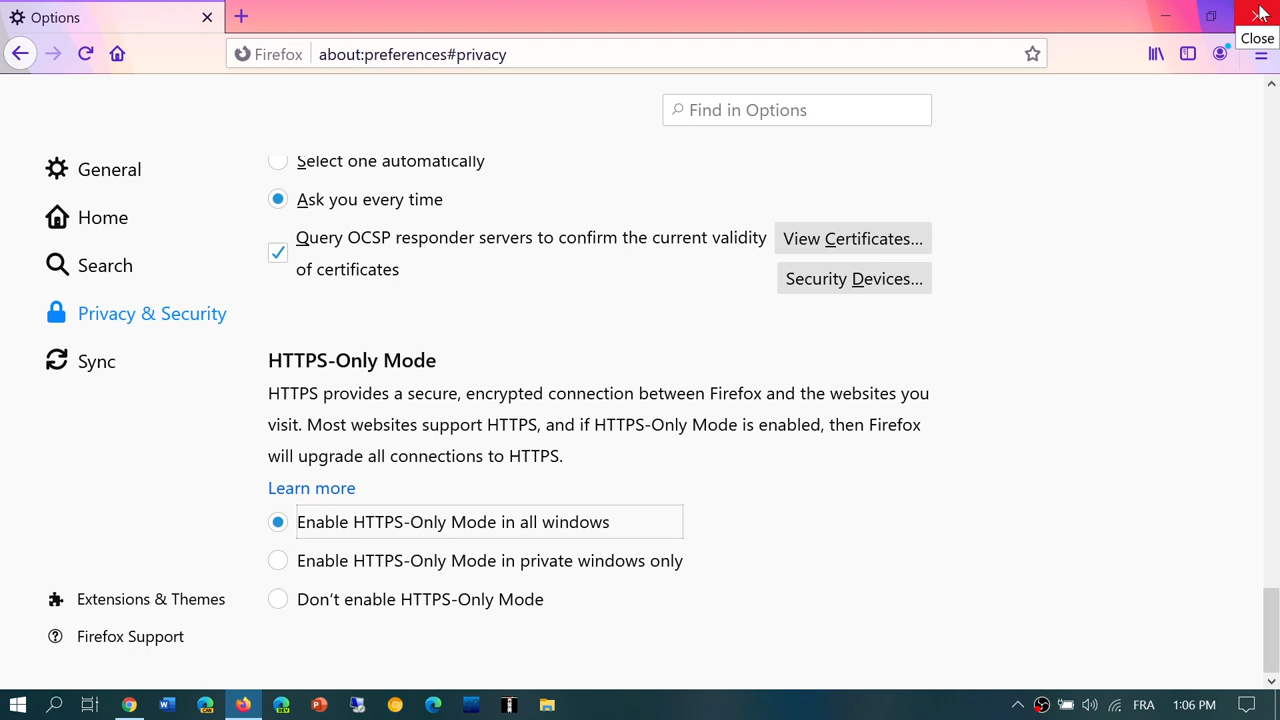 Options
Close
Firefox
about:preferences#privacy
Find in Options
General
Home
Search
Privacy & Security
Sync
Extensions & Themes
Firefox Support
Select one automatically
Ask you every time
Query OCSP responder servers to confirm the current validity
of certificates
View Certificates...
Security Devices...
HTTPS-Only Mode
HTTPS provides a secure, encrypted connection between Firefox and the websites you
visit. Most websites support HTTPS, and if HTTPS-Only Mode is enabled, then Firefox
will upgrade all connections to HTTPS.
Learn more
Enable HTTPS-Only Mode in all windows
Enable HTTPS-Only Mode in private windows only
Don’t enable HTTPS-Only Mode
FRA
1:06 PM